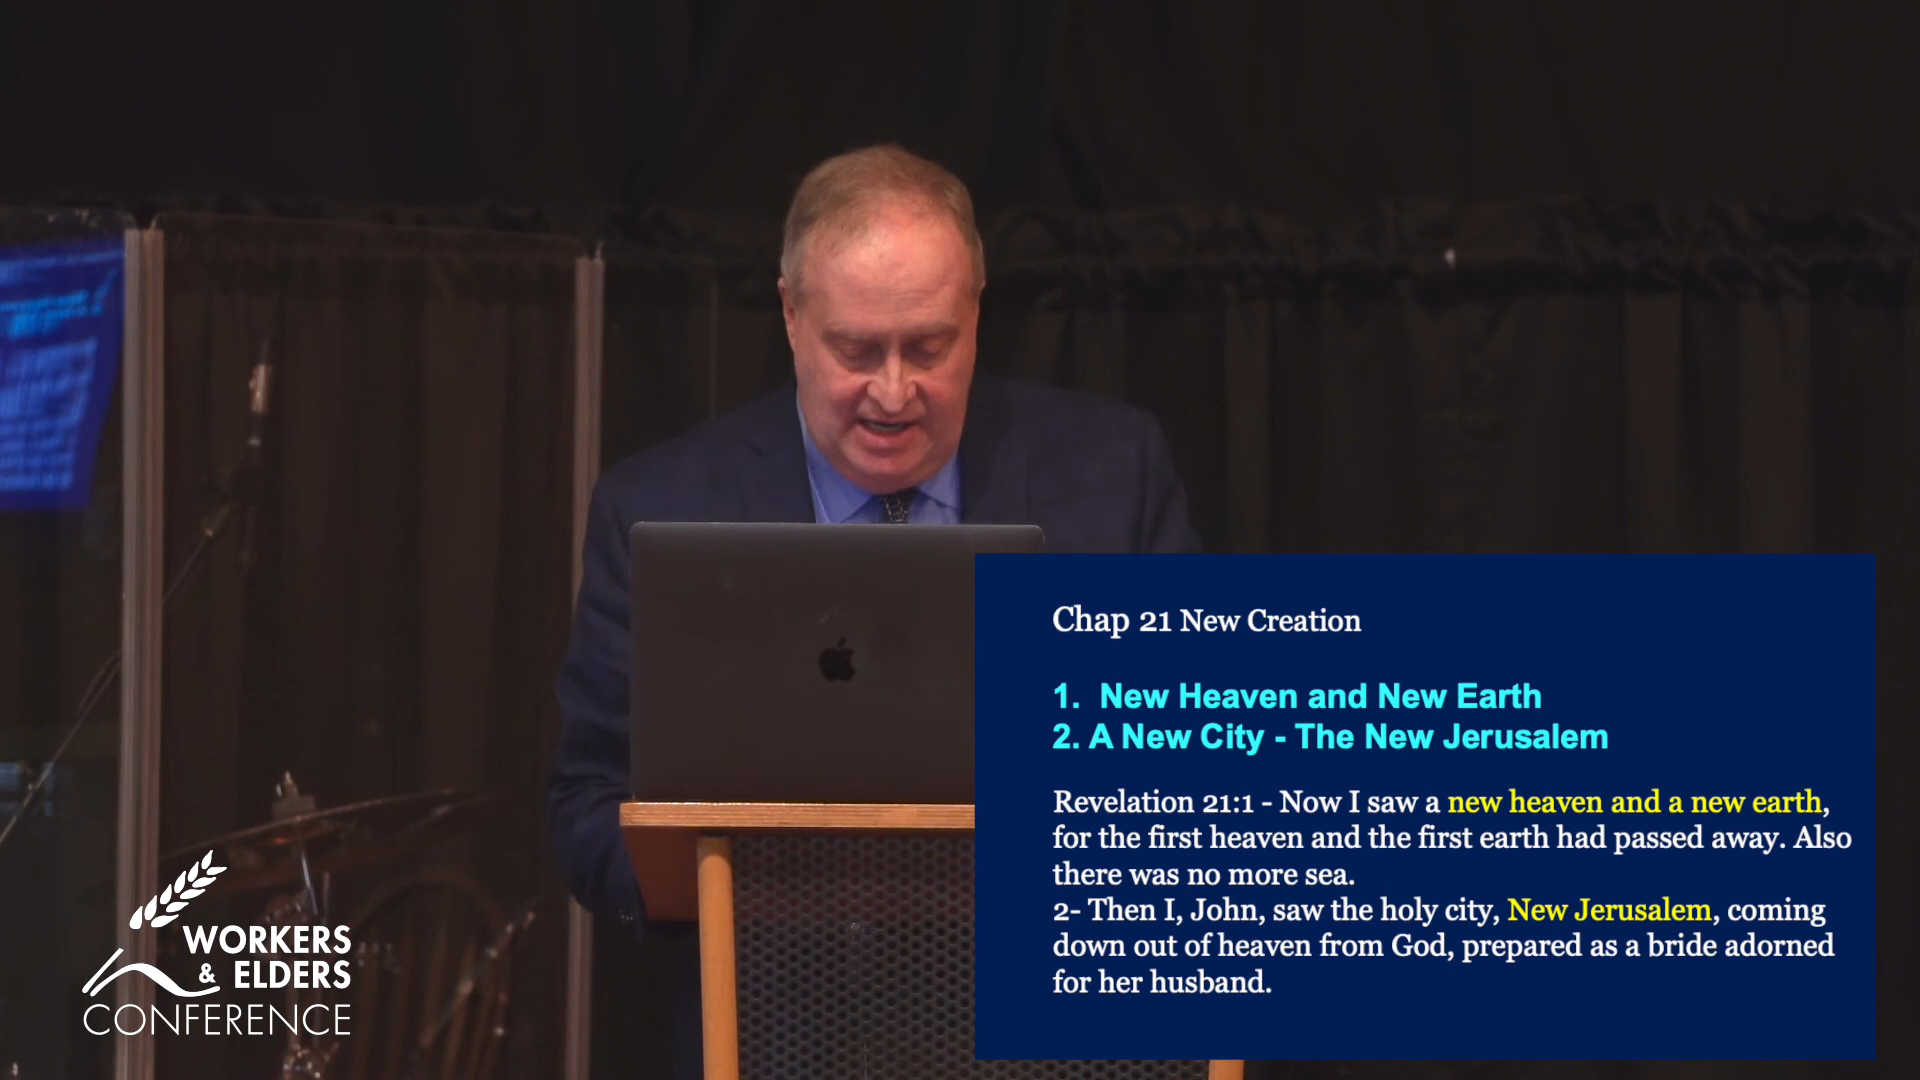 Chap 21 New Creation
1. New Heaven and New Earth
2. A New City - The New Jerusalem
Revelation 21:1 - Now I saw a new heaven and a new earth,
for the first heaven and the first earth had passed away. Also
there was no more sea.
2- Then I, John, saw the holy city, New Jerusalem, coming
down out of heaven from God, prepared as a bride adorned
for her husband.
WORKERS
& ELDERS
CONFERENCE